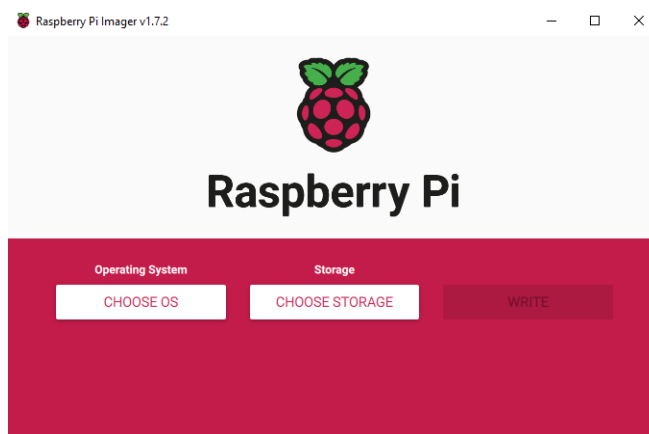 Raspberry Pi Imager v1.7.2
Raspberry Pi
Operating System
Storage
CHOOSE OS
CHOOSE STORAGE
WRITE